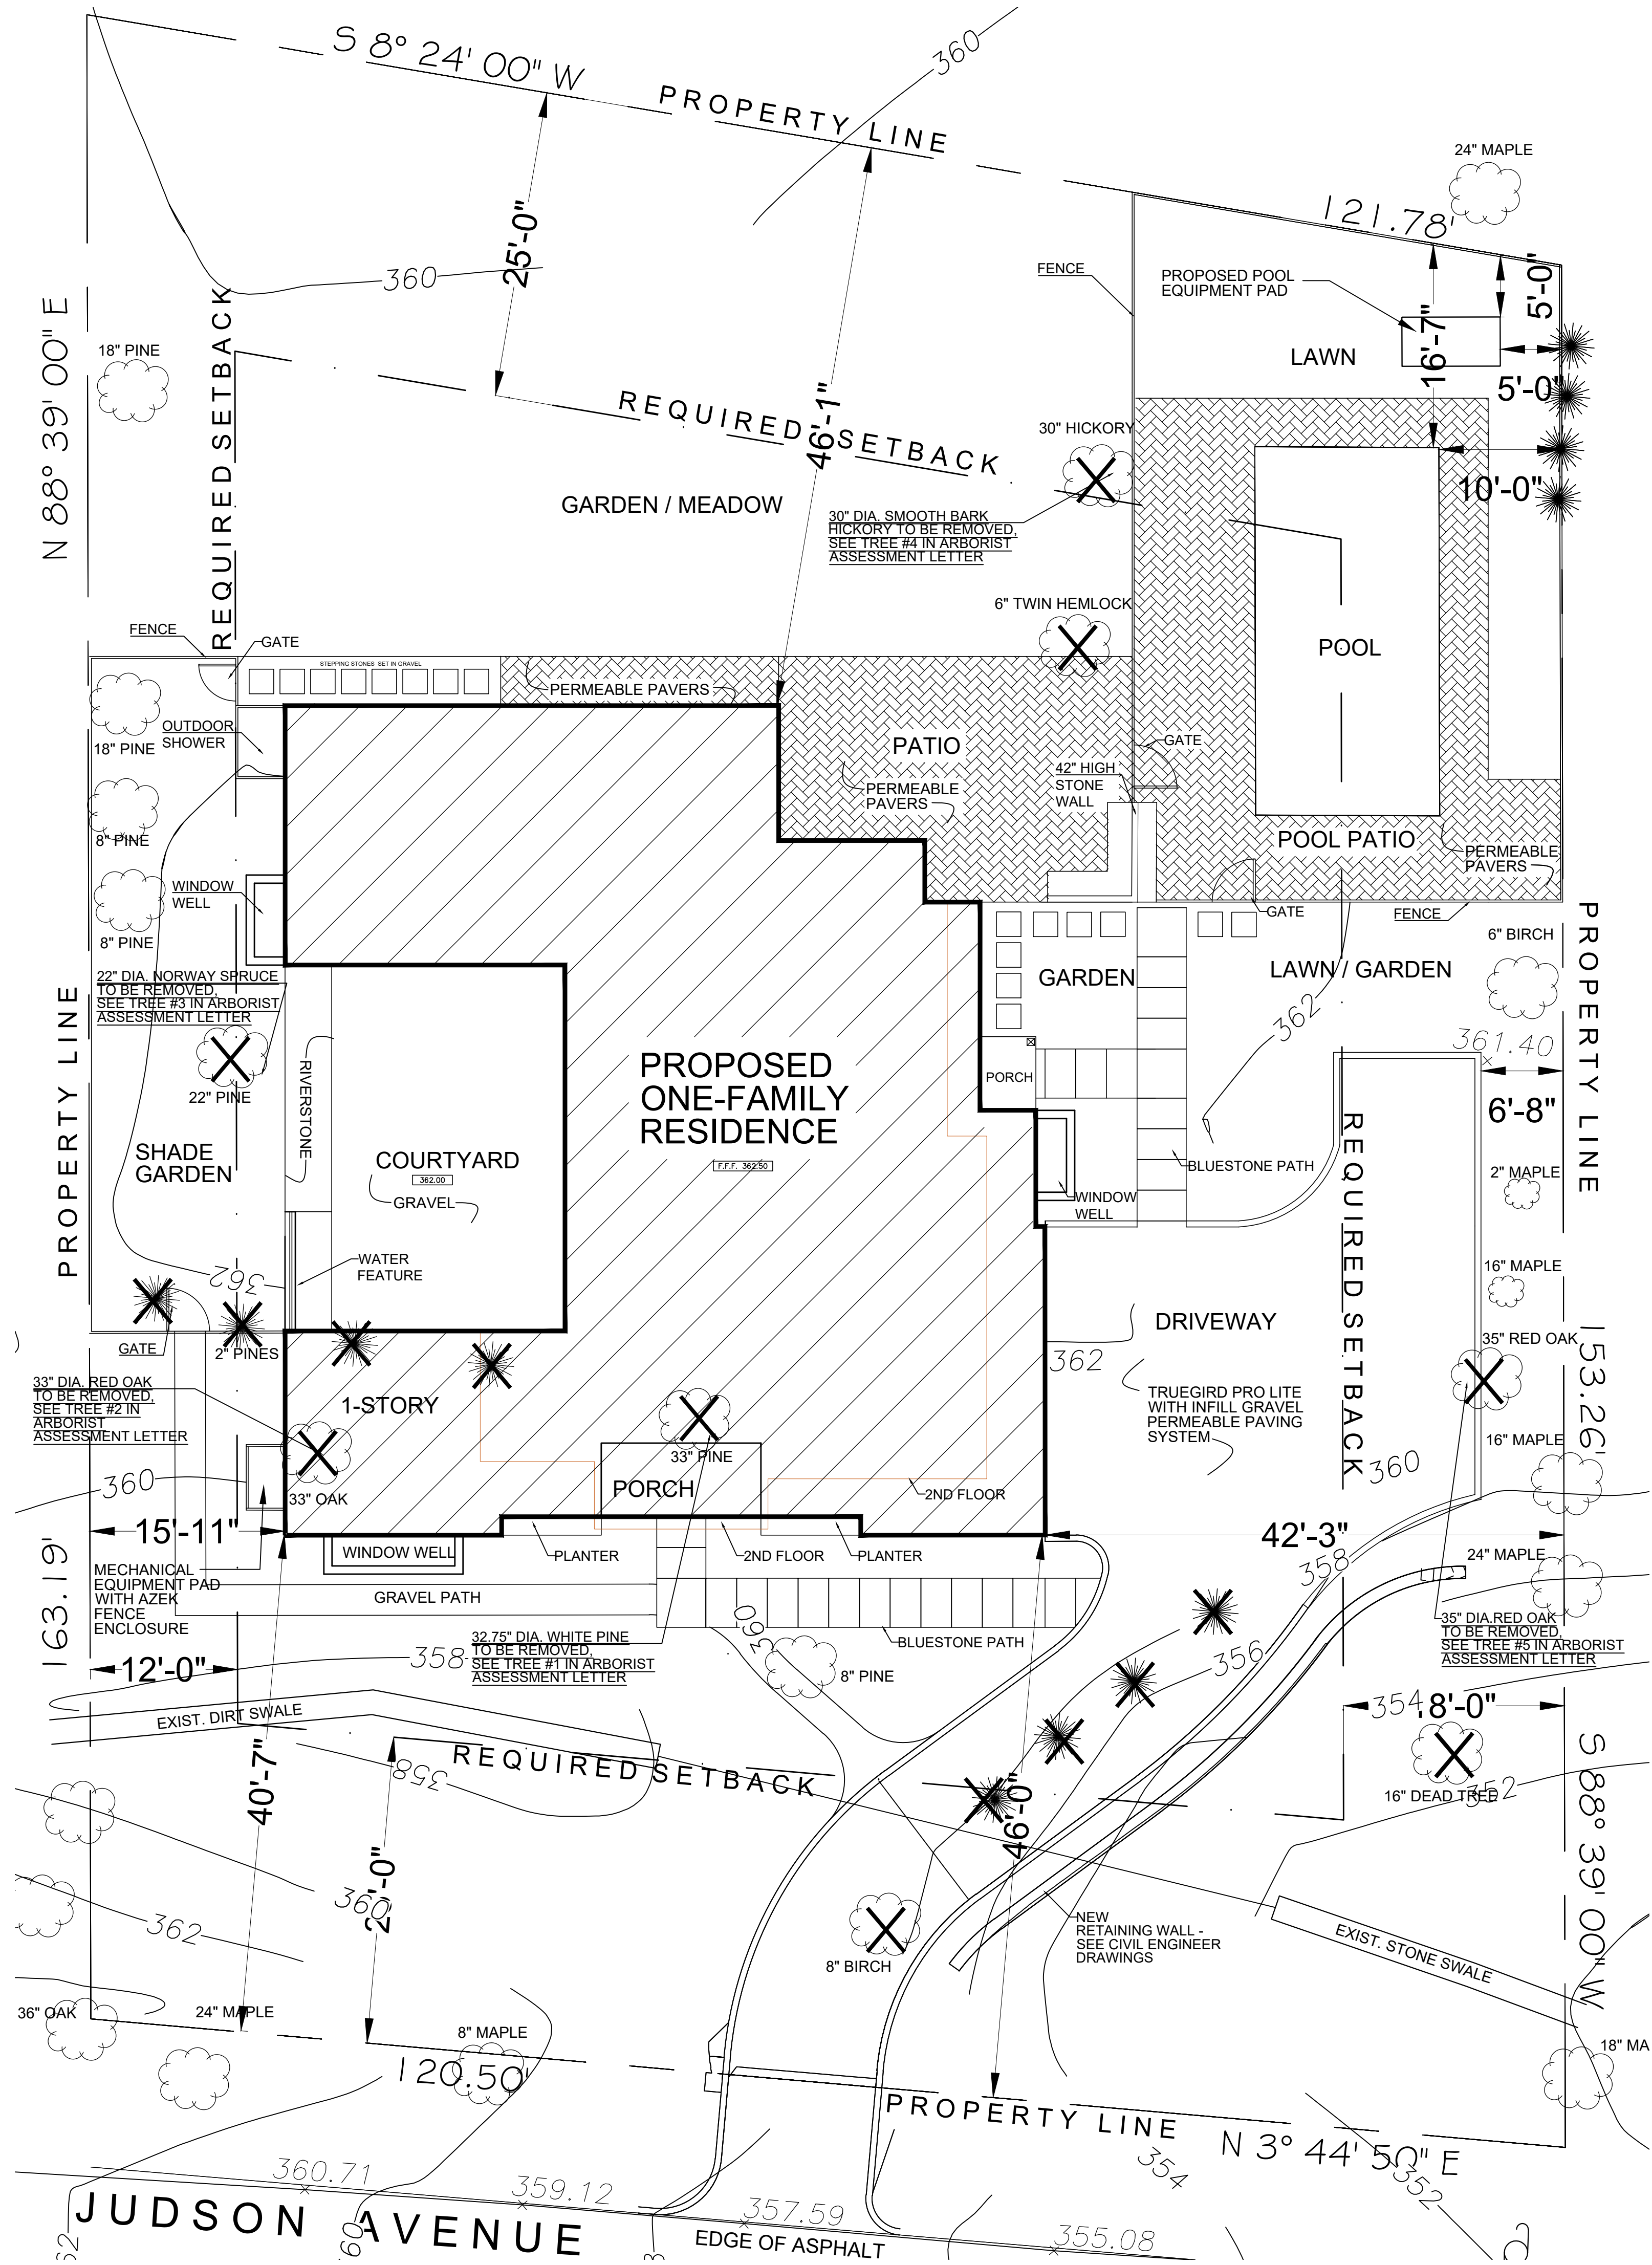 S 8° 24' 00" W
PROPERTY LINE
360
24" MAPLE
121.78'
25'-0"
360
FENCE
PROPOSED POOL
EQUIPMENT PAD
5'-0"
16'-7"
LAWN
5'-0"
N 88° 39' 00" E
18" PINE
REQUIRED SETBACK
46'-1"
REQUIRED SETBACK
30" HICKORY
10'-0"
GARDEN / MEADOW
30" DIA. SMOOTH BARK
HICKORY TO BE REMOVED,
SEE TREE #4 IN ARBORIST
ASSESSMENT LETTER
6" TWIN HEMLOCK
POOL
FENCE
GATE
STEPPING STONES SET IN GRAVEL
PERMEABLE PAVERS
OUTDOOR
SHOWER
18" PINE
PATIO
GATE
42" HIGH
STONE
WALL
PERMEABLE
PAVERS
8" PINE
POOL PATIO
PERMEABLE
PAVERS
WINDOW
WELL
8" PINE
GATE
FENCE
6" BIRCH
PROPERTY LINE
22" DIA. NORWAY SPRUCE
TO BE REMOVED,
SEE TREE #3 IN ARBORIST
ASSESSMENT LETTER
GARDEN
LAWN / GARDEN
362
361.40
22" PINE
RIVERSTONE
PROPOSED
ONE-FAMILY
RESIDENCE
F.F.F. 362.50
PORCH
6'-8"
PROPERTY LINE
SHADE
GARDEN
COURTYARD
362.00
GRAVEL
BLUESTONE PATH
WINDOW
WELL
REQUIRED SETBACK
2" MAPLE
WATER
FEATURE
362
16" MAPLE
GATE
2" PINES
DRIVEWAY
362
35" RED OAK
153.26'
33" DIA. RED OAK
TO BE REMOVED,
SEE TREE #2 IN
ARBORIST
ASSESSMENT LETTER
1-STORY
TRUEGIRD PRO LITE
WITH INFILL GRAVEL
PERMEABLE PAVING
SYSTEM
16" MAPLE
33" PINE
360
360
33" OAK
PORCH
2ND FLOOR
15'-11"
42'-3"
163.19'
WINDOW WELL
PLANTER
2ND FLOOR
PLANTER
24" MAPLE
358
MECHANICAL
EQUIPMENT PAD
WITH AZEK
FENCE
ENCLOSURE
GRAVEL PATH
360
BLUESTONE PATH
35" DIA.RED OAK
TO BE REMOVED,
SEE TREE #5 IN ARBORIST
ASSESSMENT LETTER
32.75" DIA. WHITE PINE
TO BE REMOVED,
SEE TREE #1 IN ARBORIST
ASSESSMENT LETTER
12'-0"
358
8" PINE
356
354
8'-0"
EXIST. DIRT SWALE
REQUIRED SETBACK
358
40'-7"
46'-0"
16" DEAD TREE
352
S 88° 39' 00" W
360
'-0"
362
8" BIRCH
NEW
RETAINING WALL -
SEE CIVIL ENGINEER
DRAWINGS
EXIST. STONE SWALE
36" OAK
24" MAPLE
8" MAPLE
18" MA
120.50'
PROPERTY LINE
N 3° 44' 50" E
354
352
360.71
359.12
357.59
355.08
JUDSON AVENUE
EDGE OF ASPHALT
62
60